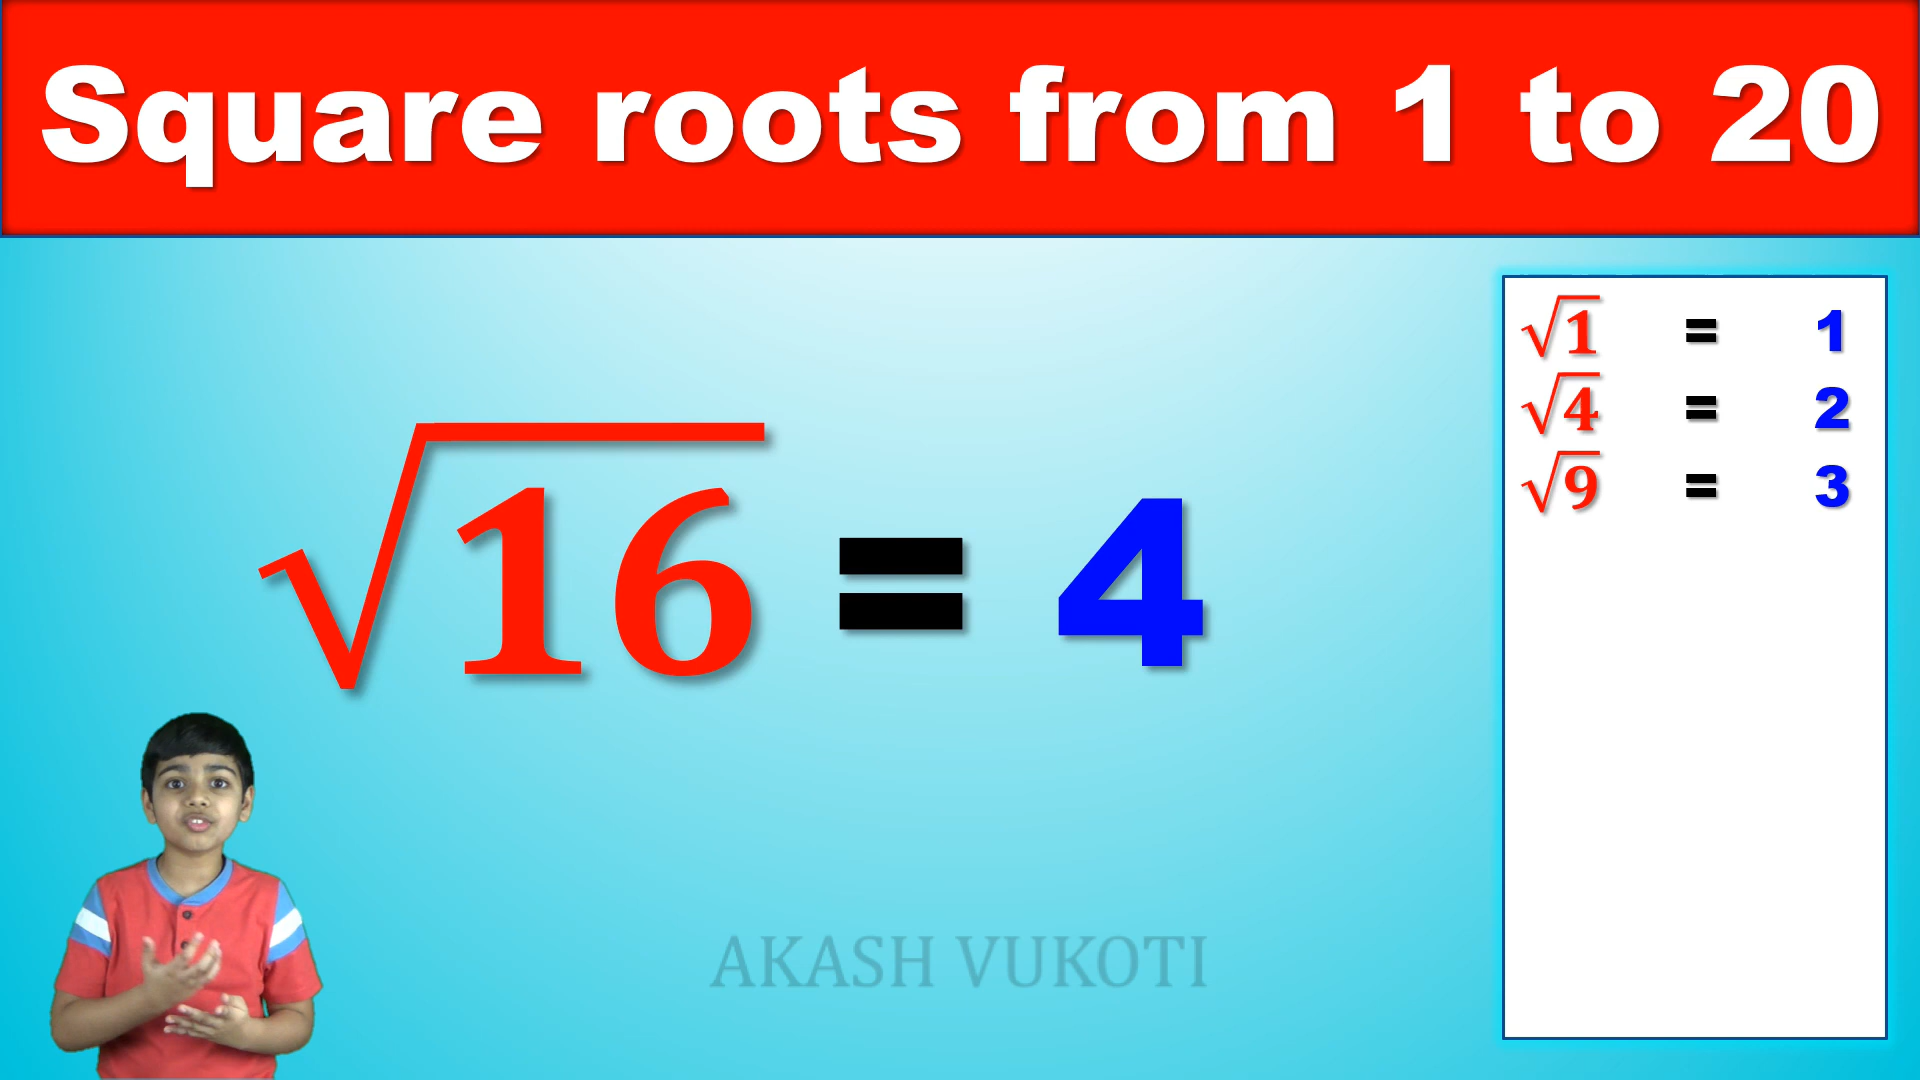 Square roots from 1 to 20
√16 = 4
√1 = 1
√4 = 2
√9 = 3
AKASH VUKOTI